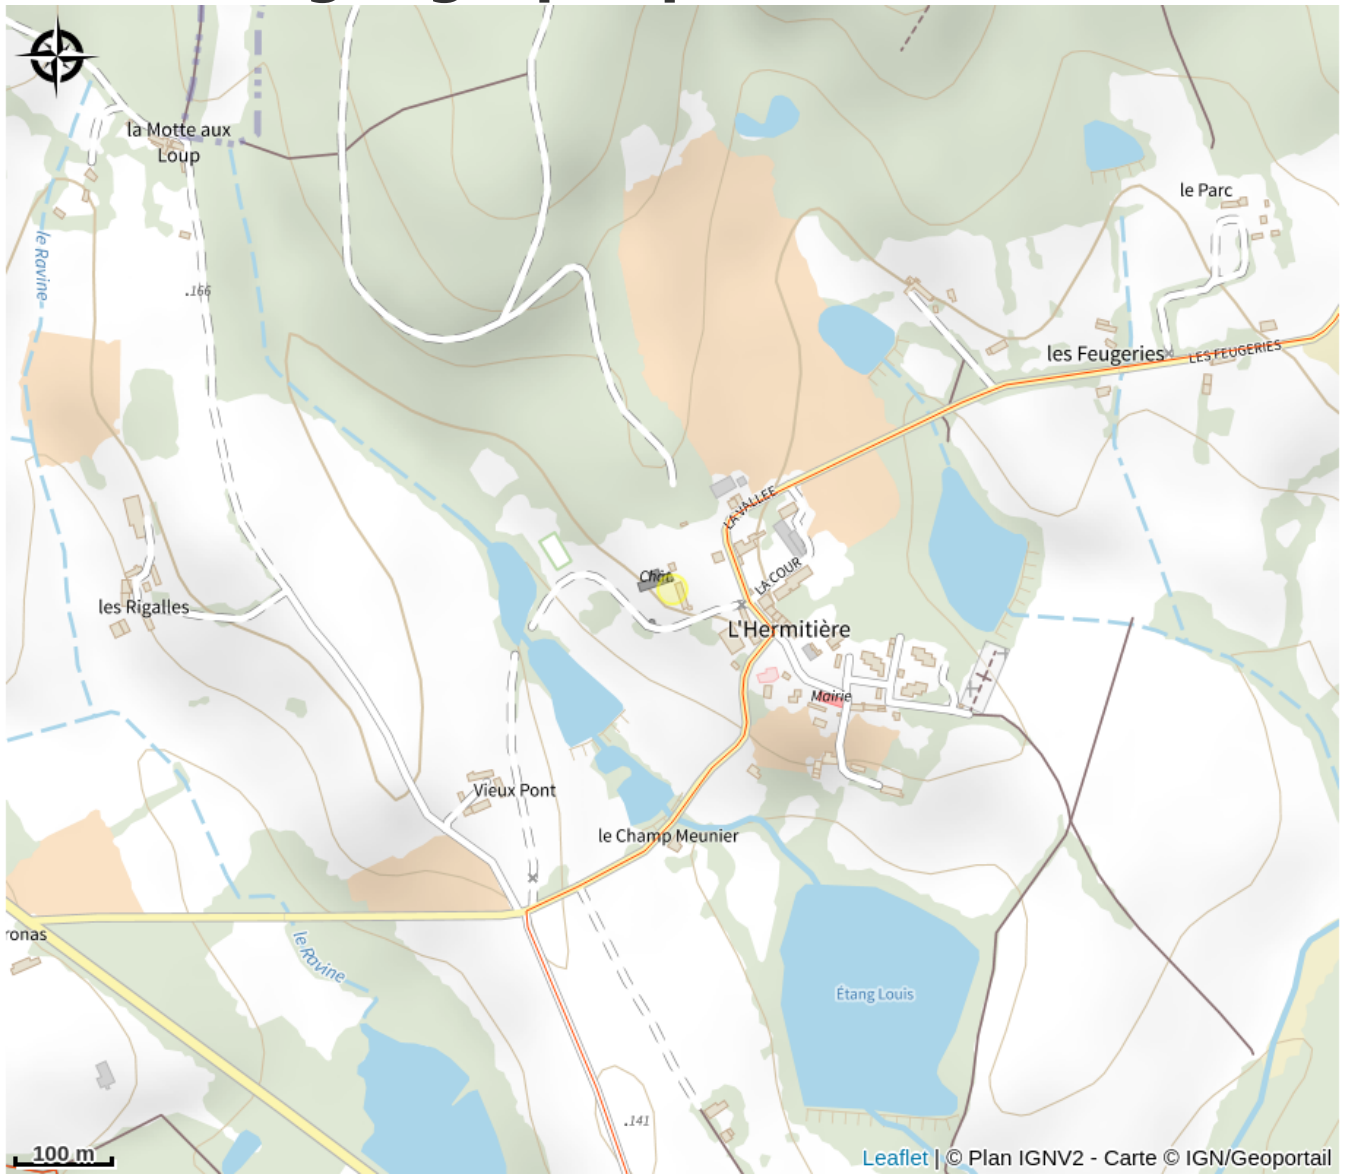 la Motte aux
Loup
le Parc
le Ravine
.166
les Feugeries
LES FEUGERIES
LA VALLEE
LA COUR
les Rigalles
L'Hermitière
Mairie
Vieux Pont
le Champ Meunier
ronas
le Ravine
Étang Louis
.141
100 m
Leaflet | © Plan IGNV2 - Carte © IGN/Geoportail